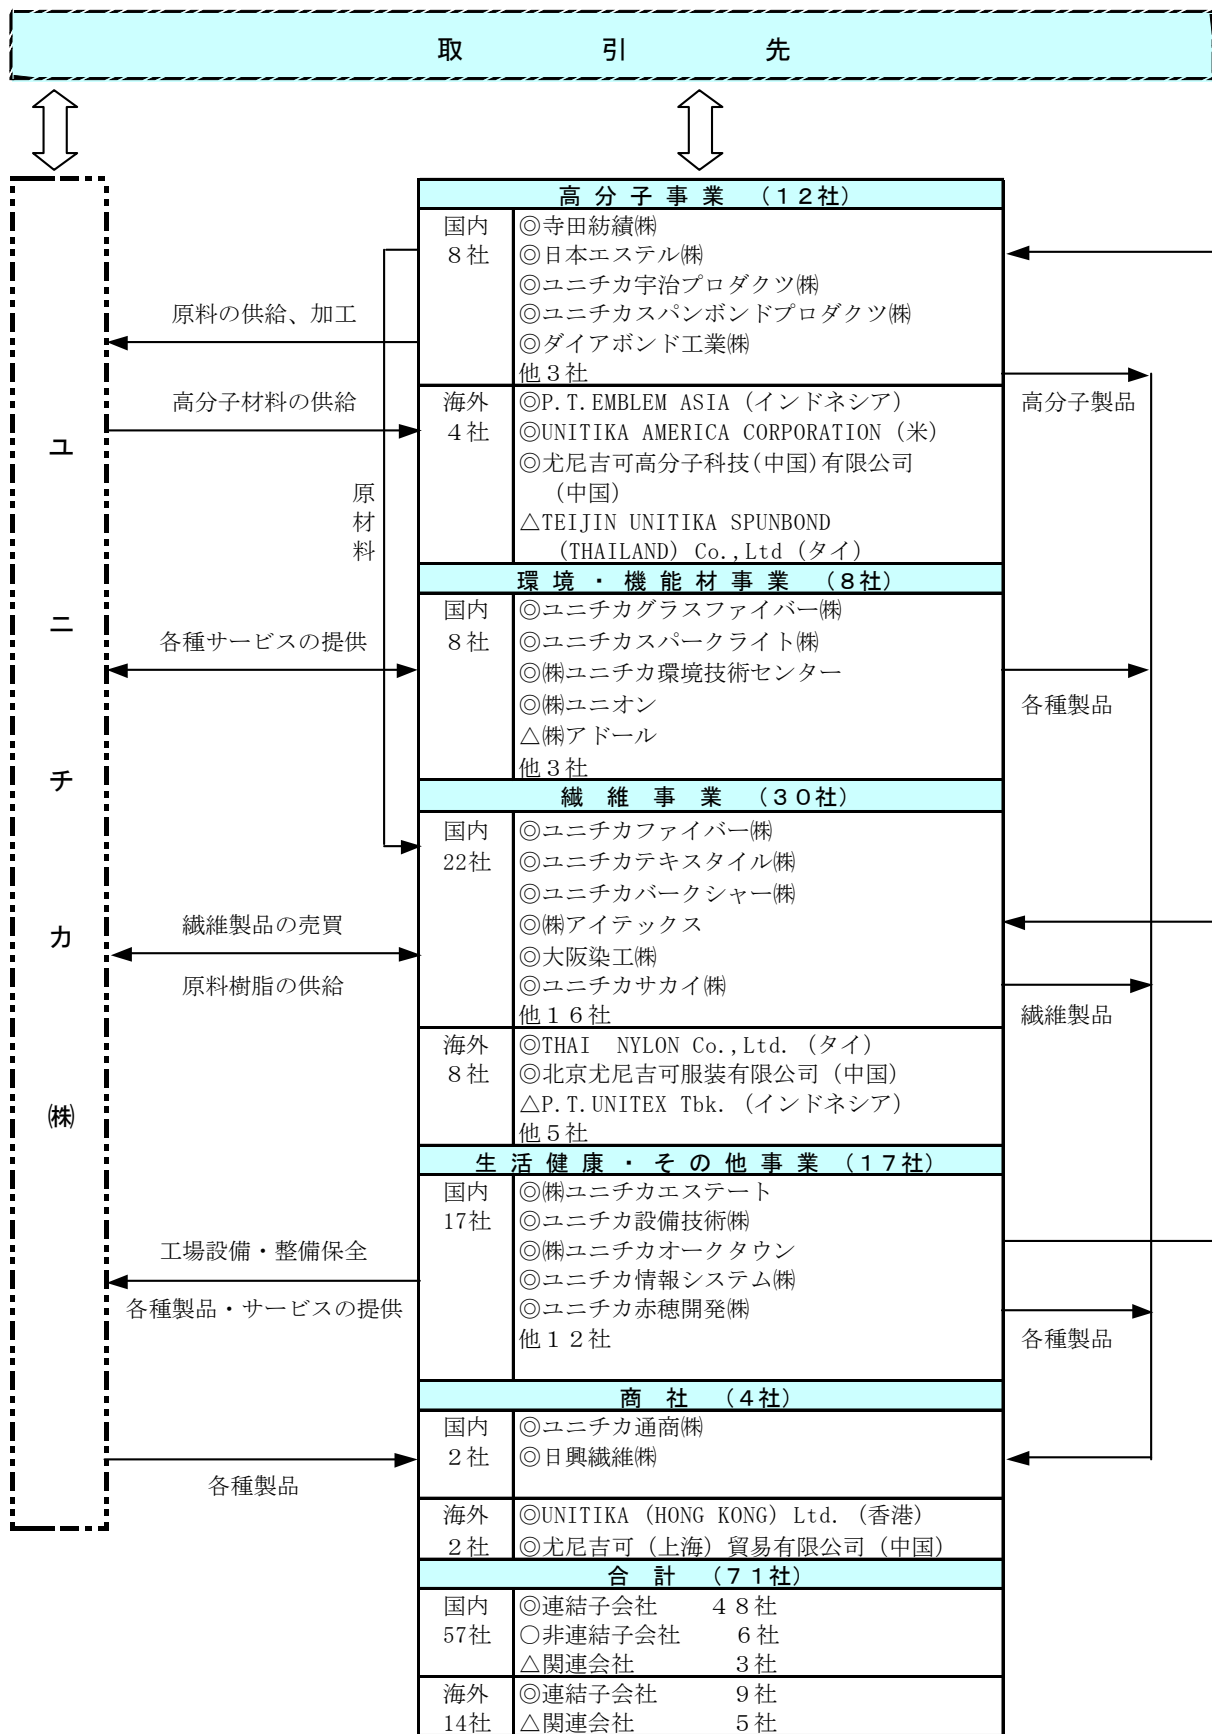 取 引 先
ユニチカ㈱
高分子事業 （１２社）
国内
８社
◎寺田紡績㈱
◎日本エステル㈱
◎ユニチカ宇治プロダクツ㈱
◎ユニチカスパンボンドプロダクツ㈱
◎ダイアボンド工業㈱
他３社
海外
４社
◎P.T.EMBLEM ASIA (インドネシア)
◎UNITIKA AMERICA CORPORATION (米)
◎尤尼吉可高分子科技(中国)有限公司
(中国)
△TEIJIN UNITIKA SPUNBOND
(THAILAND) Co.,Ltd (タイ)
環境・機能材事業 （８社）
国内
８社
◎ユニチカグラスファイバー㈱
◎ユニチカスパークライト㈱
◎㈱ユニチカ環境技術センター
◎㈱ユニオン
△㈱アドール
他３社
繊維事業 （３０社）
国内
22社
◎ユニチカファイバー㈱
◎ユニチカテキスタイル㈱
◎ユニチカバークシャー㈱
◎㈱アイテックス
◎大阪染工㈱
◎ユニチカサカイ㈱
他１６社
海外
８社
◎THAI NYLON Co.,Ltd. (タイ)
◎北京尤尼吉可服装有限公司 (中国)
△P.T.UNITEX Tbk. (インドネシア)
他５社
生活健康・その他事業 （１７社）
国内
17社
◎㈱ユニチカエステート
◎ユニチカ設備技術㈱
◎㈱ユニチカオークタウン
◎ユニチカ情報システム㈱
◎ユニチカ赤穂開発㈱
他１２社
商社 （４社）
国内
２社
◎ユニチカ通商㈱
◎日興繊維㈱
海外
２社
◎UNITIKA (HONG KONG) Ltd. (香港)
◎尤尼吉可 (上海) 貿易有限公司 (中国)
合計 （７１社）
国内
57社
◎連結子会社 ４８社
○非連結子会社 ６社
△関連会社 ３社
海外
14社
◎連結子会社 ９社
△関連会社 ５社
原料の供給、加工
高分子材料の供給
原材料
各種サービスの提供
繊維製品の売買
原料樹脂の供給
工場設備・整備保全
各種製品・サービスの提供
各種製品
高分子製品
各種製品
繊維製品
各種製品